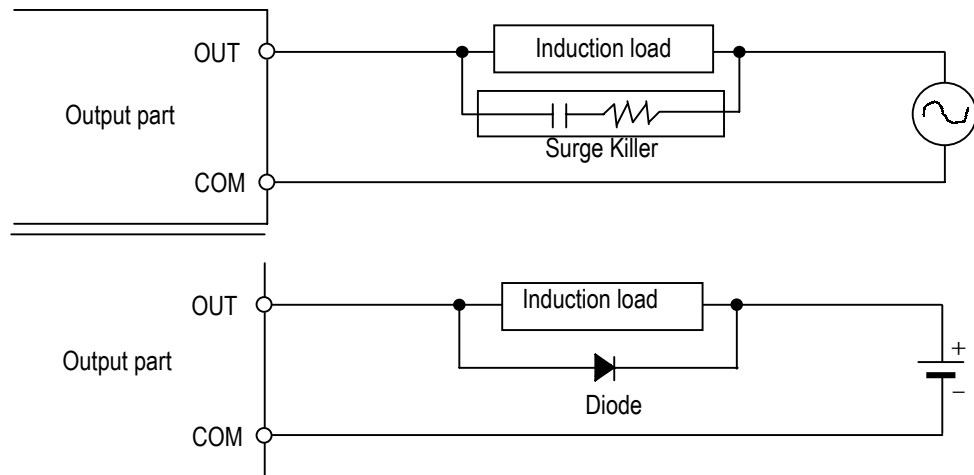 OUT
Induction load
Output part
Surge Killer
COM
OUT
Induction load
Output part
+
−
Diode
COM